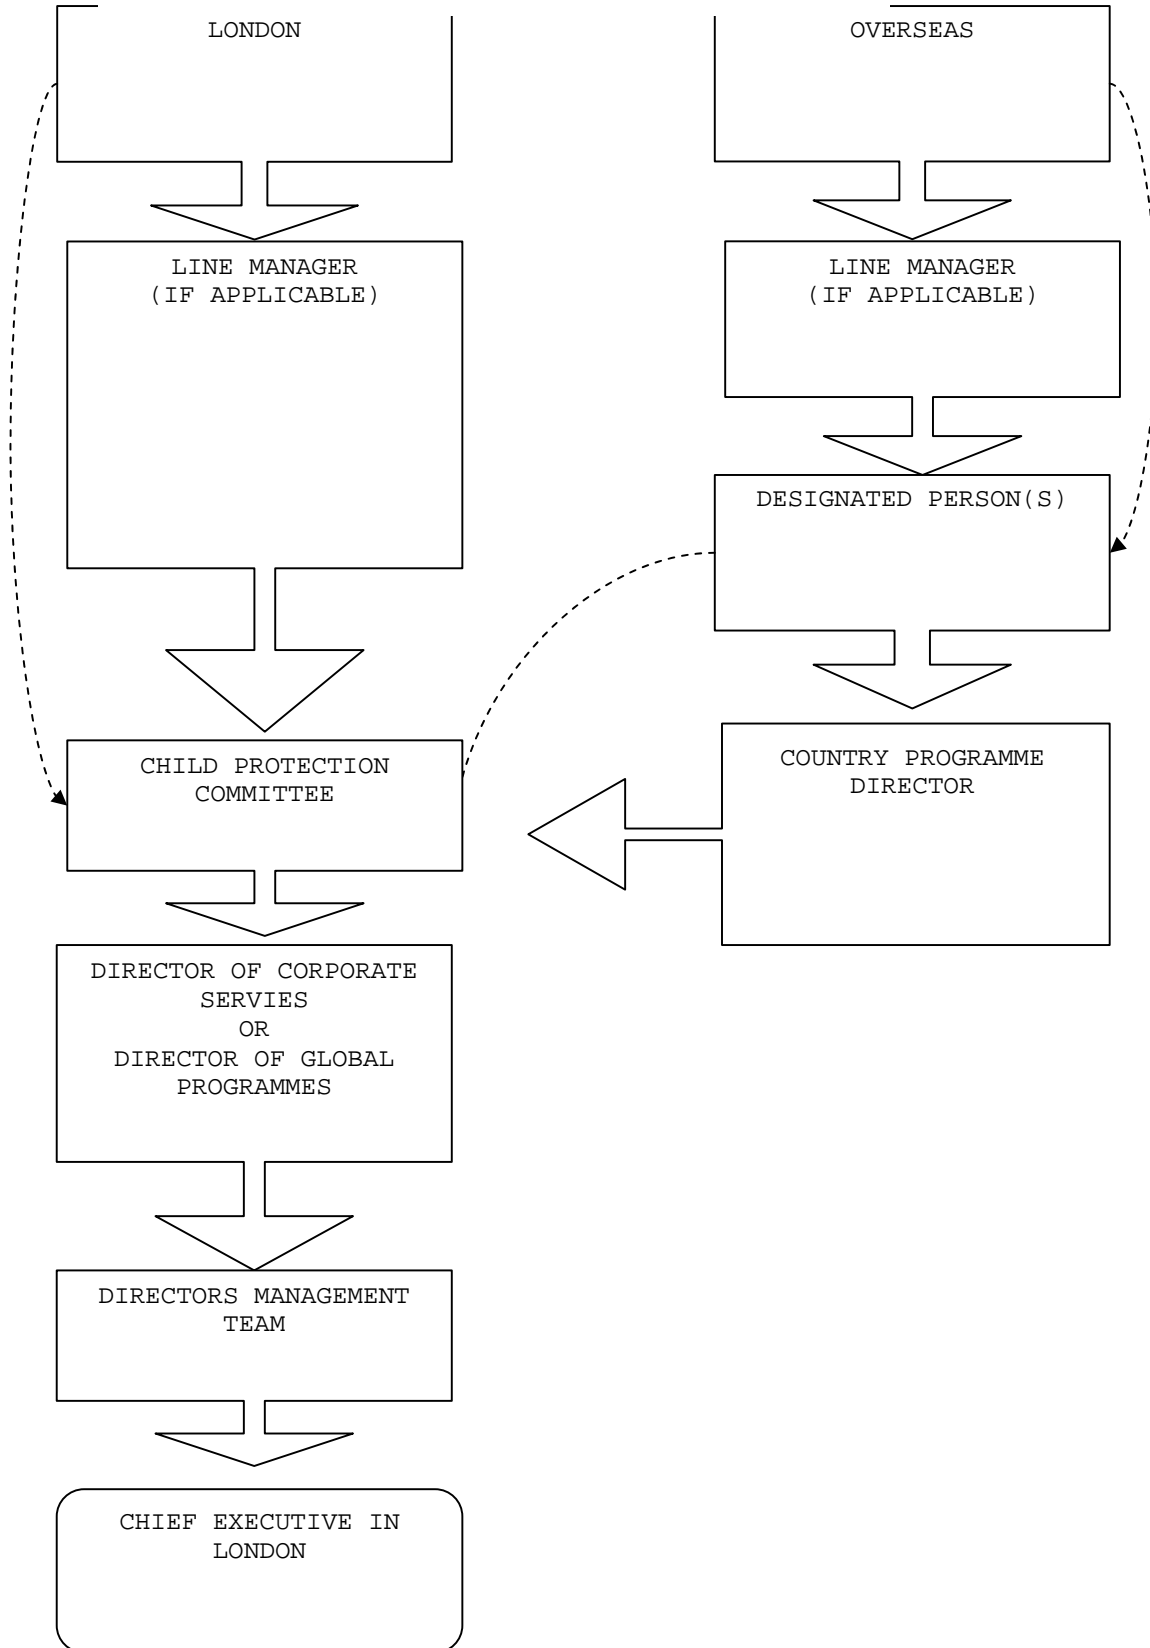 LONDON
OVERSEAS
LINE MANAGER
(IF APPLICABLE)
LINE MANAGER
(IF APPLICABLE)
DESIGNATED PERSON(S)
CHILD PROTECTION
COMMITTEE
COUNTRY PROGRAMME
DIRECTOR
DIRECTOR OF CORPORATE
SERVIES
OR
DIRECTOR OF GLOBAL
PROGRAMMES
DIRECTORS MANAGEMENT
TEAM
CHIEF EXECUTIVE IN
LONDON